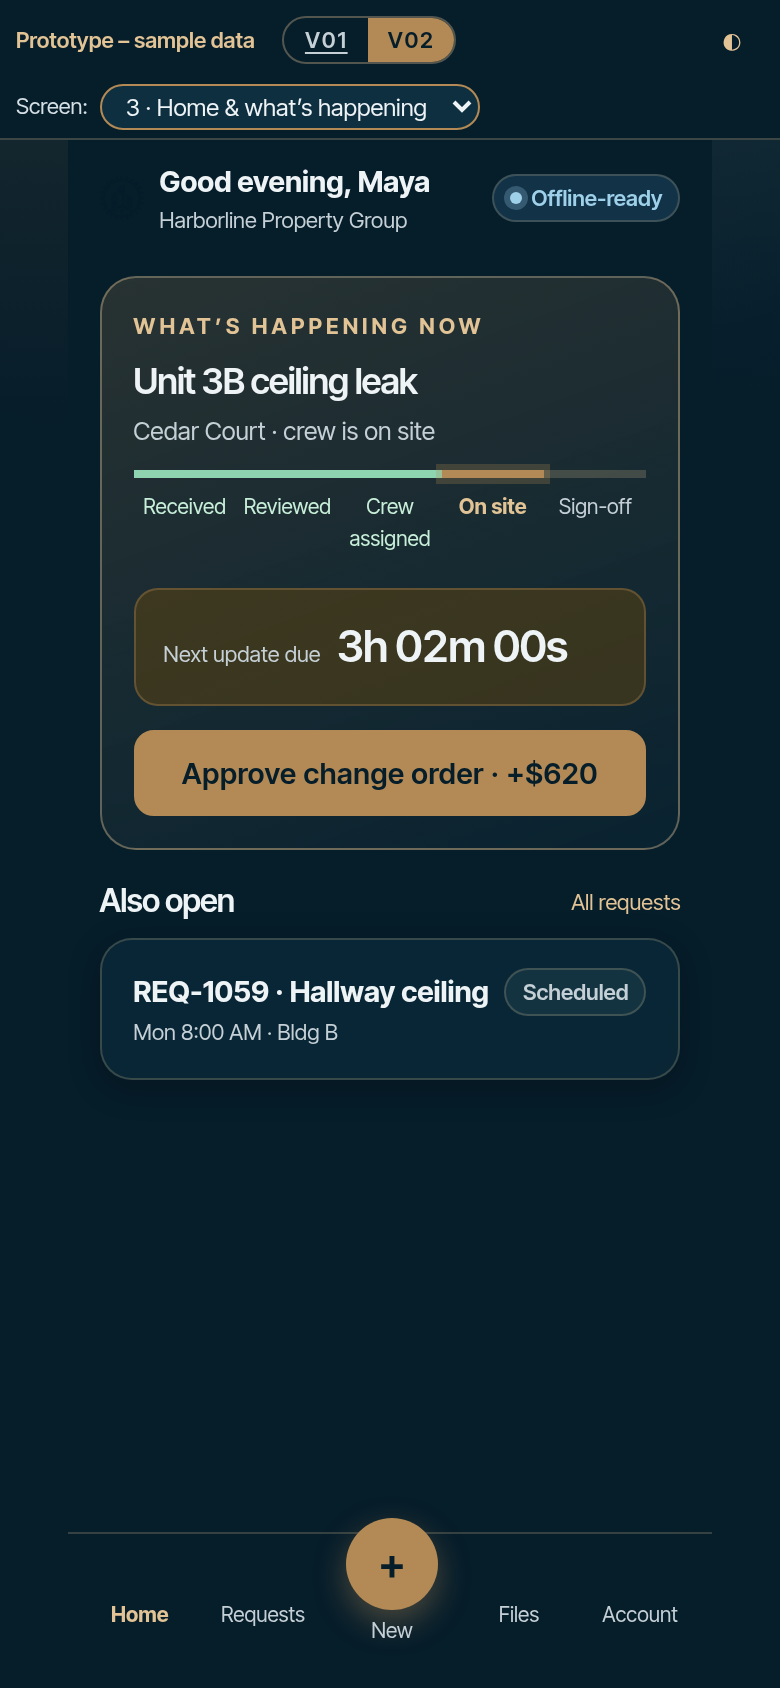 Prototype – sample data
V01
V02
Screen:
3 · Home & what’s happening
Good evening, Maya
Harborline Property Group
Offline-ready
WHAT’S HAPPENING NOW
Unit 3B ceiling leak
Cedar Court · crew is on site
Received
Reviewed
Crew
assigned
On site
Sign-off
Next update due 3h 02m 00s
Approve change order · +$620
Also open
All requests
REQ-1059 · Hallway ceiling
Scheduled
Mon 8:00 AM · Bldg B
+
Home
Requests
New
Files
Account